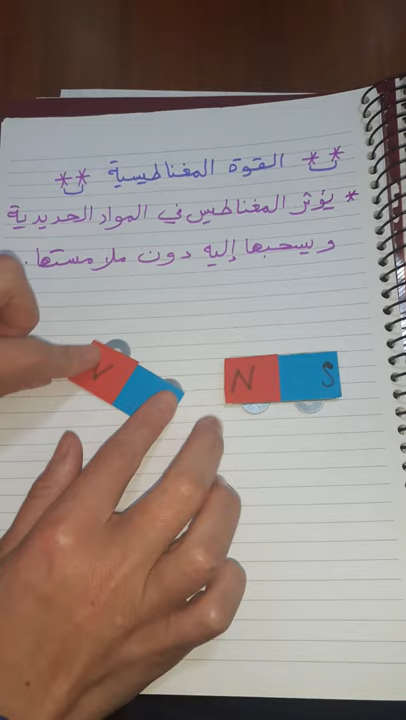 ** القوة المغناطيسية **
* يؤثر المغناطيس في المواد الحديدية
ويسحبها إليه دون ملامستها.
N
N S